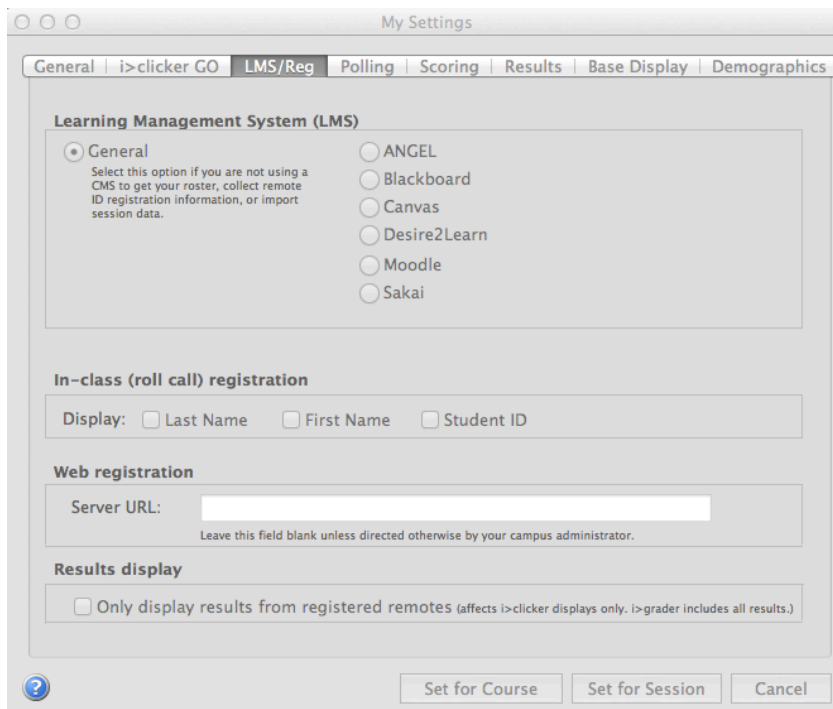 My Settings
General i>clicker GO LMS/Reg Polling Scoring Results Base Display Demographics
Learning Management System (LMS)
General
Select this option if you are not using a
CMS to get your roster, collect remote
ID registration information, or import
session data.
ANGEL
Blackboard
Canvas
Desire2Learn
Moodle
Sakai
In-class (roll call) registration
Display: Last Name First Name Student ID
Web registration
Server URL:
Leave this field blank unless directed otherwise by your campus administrator.
Results display
Only display results from registered remotes (affects i>clicker displays only. i>grader includes all results.)
? Set for Course Set for Session Cancel